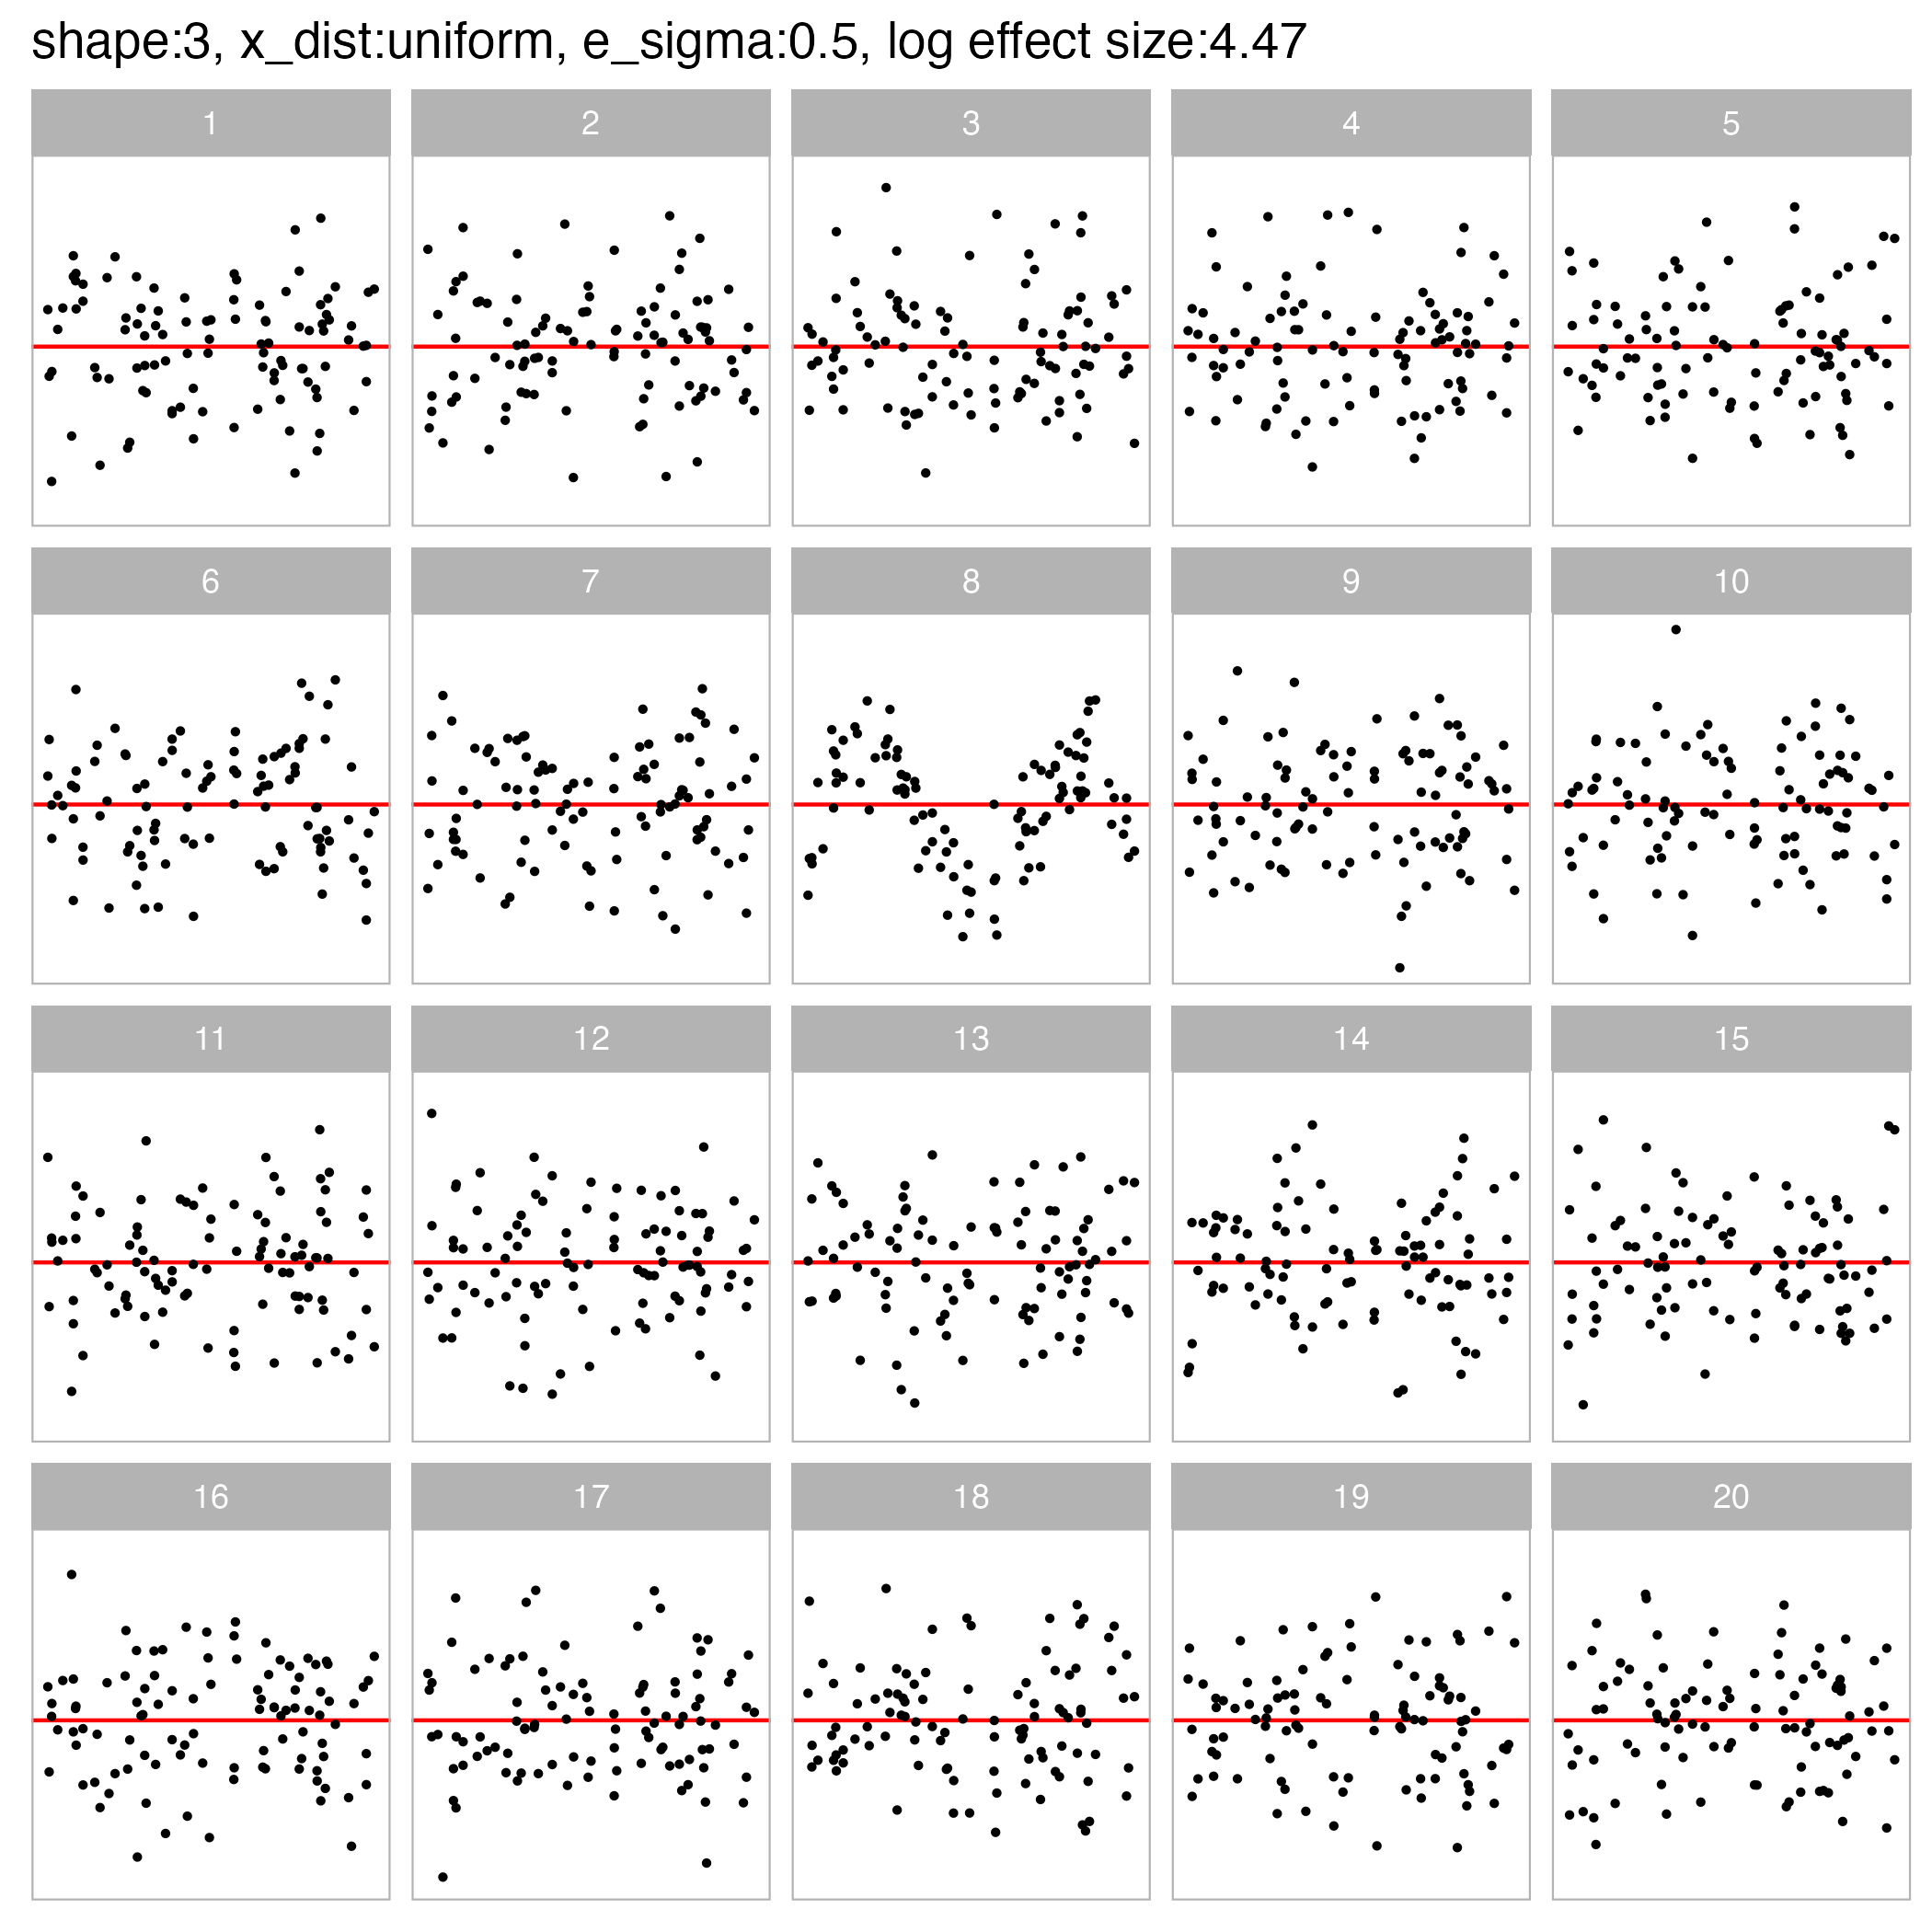 shape:3, x_dist:uniform, e_sigma:0.5, log effect size:4.47
1 2 3 4 5
6 7 8 9 10
11 12 13 14 15
16 17 18 19 20